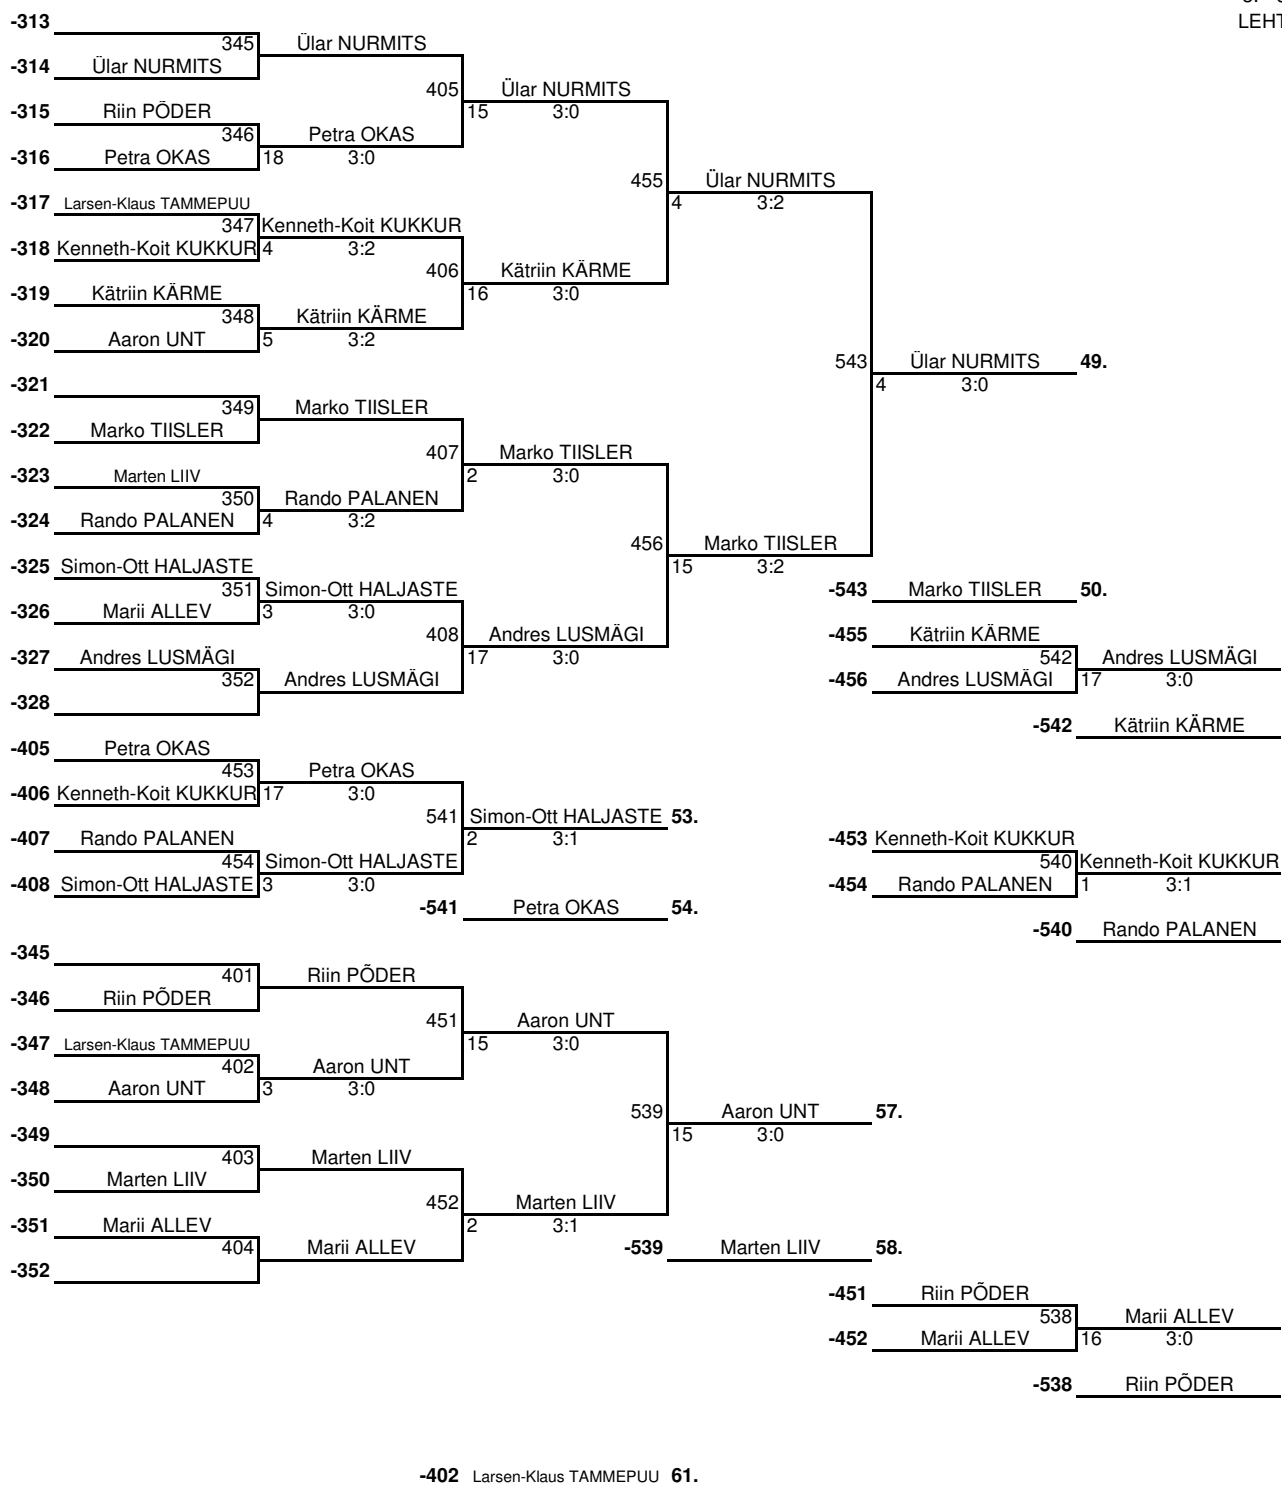 LEHT
-313
345 Ülar NURMITS
-314 Ülar NURMITS
405 Ülar NURMITS
-315 Riin PÕDER 15 3:0
346 Petra OKAS
-316 Petra OKAS 18 3:0
455 Ülar NURMITS
-317 Larsen-Klaus TAMMEPUU 4 3:2
347 Kenneth-Koit KUKKUR
-318 Kenneth-Koit KUKKUR 4 3:2
406 Kätriin KÄRME
-319 Kätriin KÄRME 16 3:0
348 Kätriin KÄRME
-320 Aaron UNT 5 3:2
543 Ülar NURMITS 49.
-321 4 3:0
349 Marko TIISLER
-322 Marko TIISLER
407 Marko TIISLER
-323 Marten LIIV 2 3:0
350 Rando PALANEN
-324 Rando PALANEN 4 3:2
456 Marko TIISLER
-325 Simon-Ott HALJASTE 15 3:2
351 Simon-Ott HALJASTE -543 Marko TIISLER 50.
-326 Marii ALLEV 3 3:0
408 Andres LUSMÄGI -455 Kätriin KÄRME
-327 Andres LUSMÄGI 17 3:0 542 Andres LUSMÄGI
352 Andres LUSMÄGI -456 Andres LUSMÄGI 17 3:0
-328
-542 Kätriin KÄRME
-405 Petra OKAS
453 Petra OKAS
-406 Kenneth-Koit KUKKUR 17 3:0
541 Simon-Ott HALJASTE 53.
-407 Rando PALANEN 2 3:1 -453 Kenneth-Koit KUKKUR
454 Simon-Ott HALJASTE 540 Kenneth-Koit KUKKUR
-408 Simon-Ott HALJASTE 3 3:0 -454 Rando PALANEN 1 3:1
-541 Petra OKAS 54.
-540 Rando PALANEN
-345
401 Riin PÕDER
-346 Riin PÕDER
451 Aaron UNT
-347 Larsen-Klaus TAMMEPUU 15 3:0
402 Aaron UNT
-348 Aaron UNT 3 3:0
539 Aaron UNT 57.
-349 15 3:0
403 Marten LIIV
-350 Marten LIIV
452 Marten LIIV
-351 Marii ALLEV 2 3:1
404 Marii ALLEV -539 Marten LIIV 58.
-352
-451 Riin PÕDER
538 Marii ALLEV
-452 Marii ALLEV 16 3:0
-538 Riin PÕDER
-402 Larsen-Klaus TAMMEPUU 61.